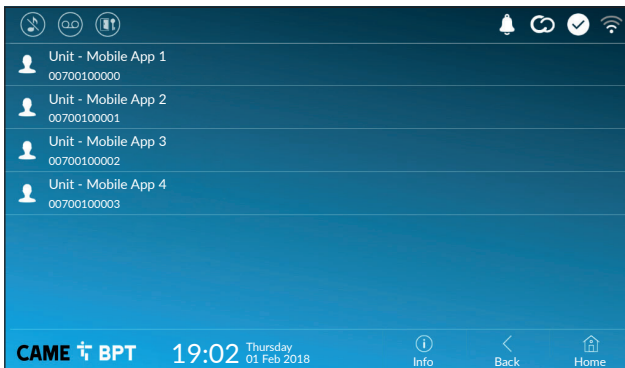 Unit - Mobile App 1
00700100000
Unit - Mobile App 2
00700100001
Unit - Mobile App 3
00700100002
Unit - Mobile App 4
00700100003
CAME BPT
19:02
Thursday
01 Feb 2018
Info
Back
Home